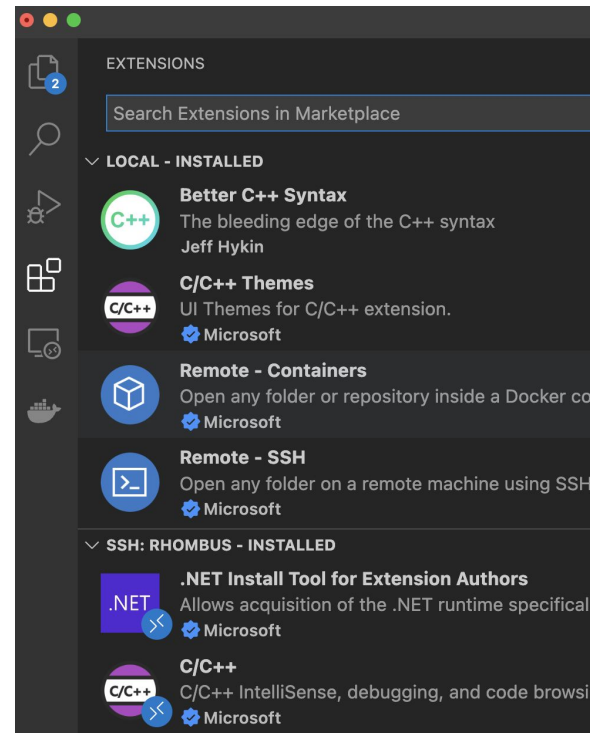 EXTENSIONS
2
Search Extensions in Marketplace
LOCAL - INSTALLED
C++
Better C++ Syntax
The bleeding edge of the C++ syntax
Jeff Hykin
C/C++
C/C++ Themes
UI Themes for C/C++ extension.
Microsoft
Remote - Containers
Open any folder or repository inside a Docker co
Microsoft
>_
Remote - SSH
Open any folder on a remote machine using SSH
Microsoft
SSH: RHOMBUS - INSTALLED
.NET
.NET Install Tool for Extension Authors
Allows acquisition of the .NET runtime specifical
Microsoft
C/C++
C/C++
C/C++ IntelliSense, debugging, and code browsi
Microsoft